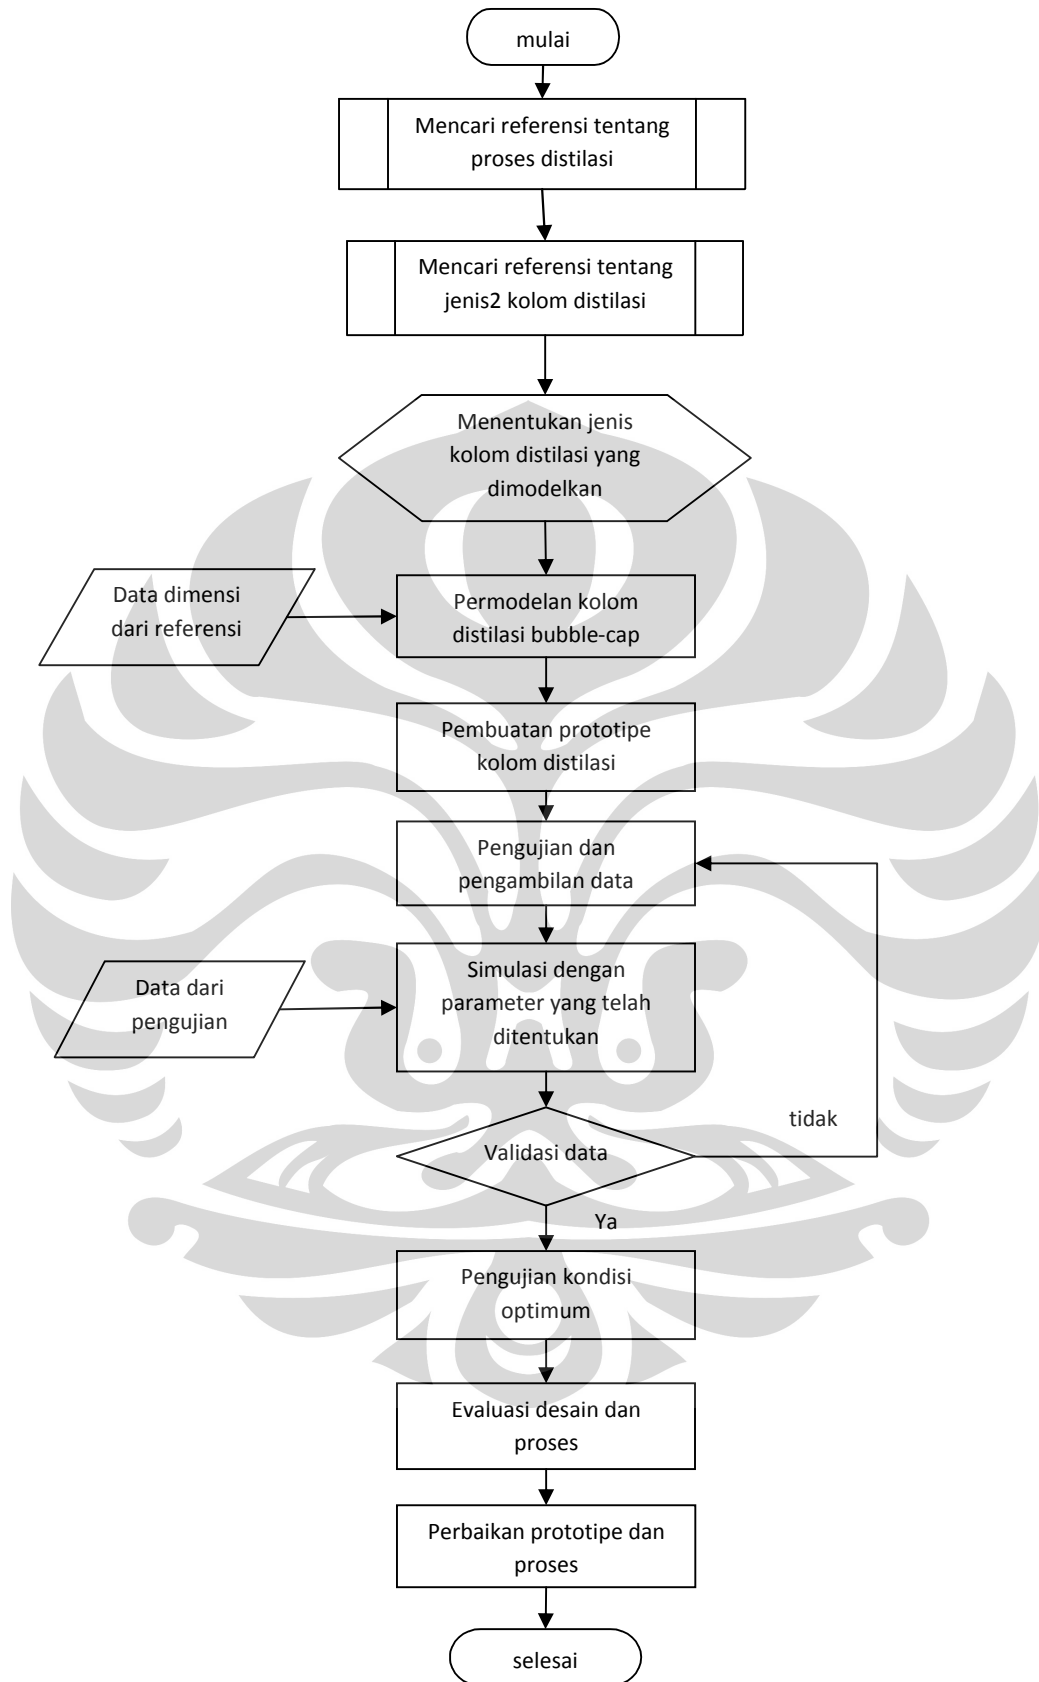 mulai
Mencari referensi tentang
proses distilasi
Mencari referensi tentang
jenis2 kolom distilasi
Menentukan jenis
kolom distilasi yang
dimodelkan
Data dimensi
dari referensi
Permodelan kolom
distilasi bubble-cap
Pembuatan prototipe
kolom distilasi
Pengujian dan
pengambilan data
Data dari
pengujian
Simulasi dengan
parameter yang telah
ditentukan
tidak
Validasi data
Ya
Pengujian kondisi
optimum
Evaluasi desain dan
proses
Perbaikan prototipe dan
proses
selesai